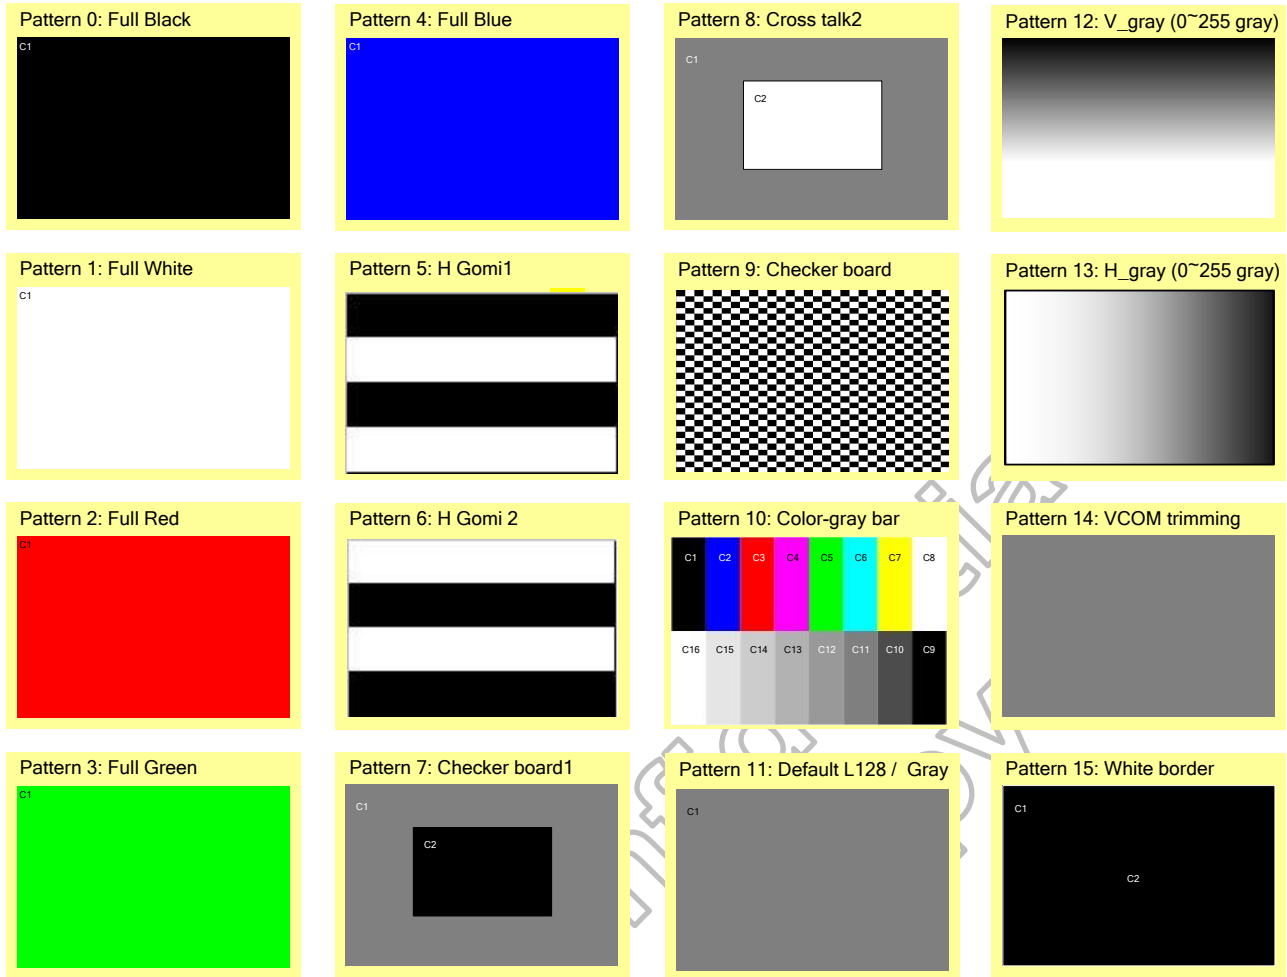 Pattern 0: Full Black
C1
Pattern 4: Full Blue
C1
Pattern 8: Cross talk2
C1
C2
Pattern 12: V_gray (0~255 gray)
Pattern 1: Full White
C1
Pattern 5: H Gomi1
Pattern 9: Checker board
Pattern 13: H_gray (0~255 gray)
Pattern 2: Full Red
C1
Pattern 6: H Gomi 2
Pattern 10: Color-gray bar
C1 C2 C3 C4 C5 C6 C7 C8
C16 C15 C14 C13 C12 C11 C10 C9
Pattern 14: VCOM trimming
Pattern 3: Full Green
C1
Pattern 7: Checker board1
C1
C2
Pattern 11: Default L128 / Gray
C1
Pattern 15: White border
C1
C2